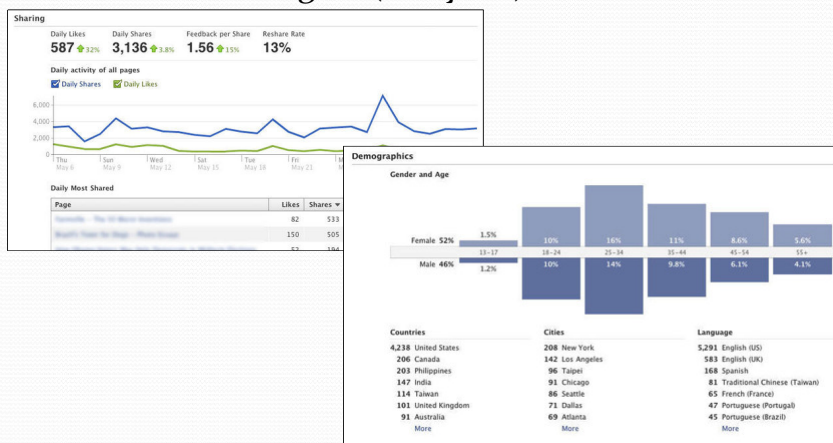 Sharing
Daily Likes Daily Shares Feedback per Share Reshare Rate
587 32% 3,136 3.8% 1.56 15% 13%
Daily activity of all pages
Daily Shares Daily Likes
6,000
4,000
2,000
0
Thu Sun Wed Sat Tue Fri M
May 6 May 9 May 12 May 15 May 18 May 21
Daily Most Shared
Page Likes Shares
82 533
150 505
52 194
Demographics
Gender and Age
Female 52% 1.5% 10% 16% 11% 8.6% 5.6%
13-17 18-24 25-34 35-44 45-54 55+
Male 46% 1.2% 10% 14% 9.8% 6.1% 4.1%
Countries Cities Language
4,238 United States 208 New York 5,291 English (US)
206 Canada 142 Los Angeles 583 English (UK)
203 Philippines 96 Taipei 168 Spanish
147 India 91 Chicago 81 Traditional Chinese (Taiwan)
114 Taiwan 86 Seattle 65 French (France)
101 United Kingdom 71 Dallas 47 Portuguese (Portugal)
91 Australia 69 Atlanta 45 Portuguese (Brazil)
More More More